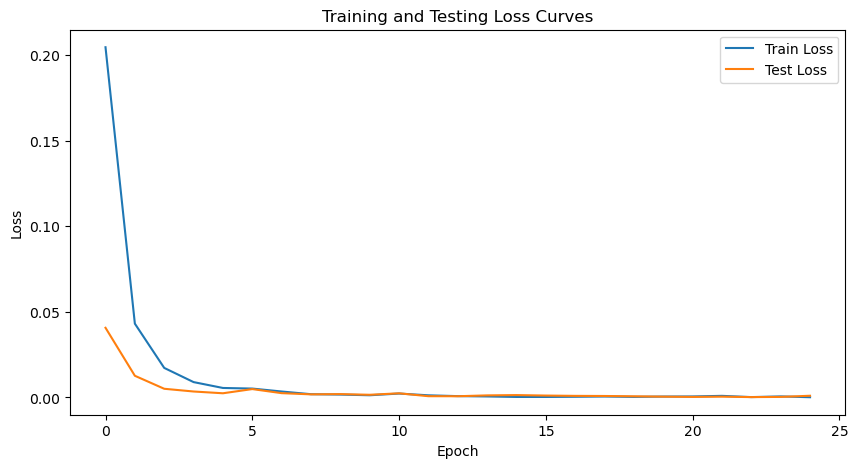 Training and Testing Loss Curves
Train Loss
Test Loss
0.20
0.15
0.10
0.05
0.00
Loss
0 5 10 15 20 25
Epoch